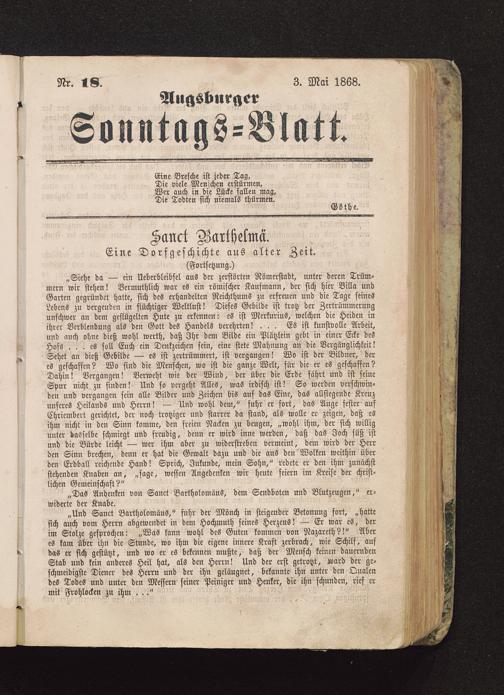 Nr. 18.
3. Mai 1868.
Augsburger
Sonntags=Blatt.
Eine Bresche ist jeder Tag,
Die viele Menschen erstürmen,
Wer auch in die Lücke fallen mag,
Die Todten sich niemals thürmen.
Göthe.
Sanct Barthelmä.
Eine Dorfgeschichte aus alter Zeit.
(Fortsetzung.)
„Siehe da — ein Ueberbleibsel aus der zerstörten Römerstadt, unter deren Trüm-
mern wir stehen! Vermuthlich war es ein römischer Kaufmann, der sich hier Villa und
Garten gegründet hatte, sich des erhandelten Reichthums zu erfreuen und die Tage seines
Lebens zu vergeuden in flüchtiger Weltlust! Dieses Gebilde ist trotz der Zertrümmerung
unschwer an dem geflügelten Hute zu erkennen: es ist Merkurius, welchen die Heiden in
ihrer Verblendung als den Gott des Handels verehrten! . . . Es ist kunstvolle Arbeit,
und auch ohne dieß wohl werth, daß Ihr dem Bilde ein Plätzlein gebt in einer Ecke des
Hofs . . . es soll Euch ein Denkzeichen sein, eine stete Mahnung an die Vergänglichkeit!
Sehet an dieß Gebilde — es ist zertrümmert, ist vergangen! Wo ist der Bildner, der
es geschaffen? Wo sind die Menschen, wo ist die ganze Welt, für die er es geschaffen?
Dahin! Vergangen! Verweht wie der Wind, der über die Erde fährt und ist seine
Spur nicht zu finden! Und so vergeht Alles, was irdisch ist! So werden verschwin-
den und vergangen sein alle Bilder und Zeichen bis auf das Eine, das allsiegende Kreuz
unseres Heilands und Herrn! — Und wohl dem,“ fuhr er fort, das Auge fester auf
Ehrienbert gerichtet, der noch trotziger und starrer da stand, als wolle er zeigen, daß es
ihm nicht in den Sinn komme, den freien Nacken zu beugen, „wohl ihm, der sich willig
unter dasselbe schmiegt und freudig, denn er wird inne werden, daß das Joch süß ist
und die Bürde leicht — wer ihm aber zu widerstreben vermeint, dem wird der Herr
den Sinn brechen, denn er hat die Gewalt dazu und die aus den Wolken weithin über
den Erdball reichende Hand! Sprich, Infunde, mein Sohn,“ redete er den ihm zunächst
stehenden Knaben an, „sage, wessen Angedenken wir heute feiern im Kreise der christ-
lichen Gemeinschaft?“
„Das Andenken von Sanct Bartholomäus, dem Sendboten und Blutzeugen,“ er-
widerte der Knabe.
„Und Sanct Bartholomäus,“ fuhr der Mönch in steigender Betonung fort, „hatte
sich auch vom Herrn abgewendet in dem Hochmuth seines Herzens! — Er war es, der
im Stolze gesprochen: „Was kann wohl des Guten kommen von Nazareth?!“ Aber
es kam über ihn die Stunde, wo ihm die eigene innere Kraft zerbrach, wie Schilf, auf
das er sich gestützt, und wo er es bekennen mußte, daß der Mensch keinen dauernden
Stab und kein anderes Heil hat, als den Herrn! Und der erst getrotzt, ward der ge-
schmeidigste Diener des Herrn und der ihn geläugnet, bekannte ihn unter den Qualen
des Todes und unter den Messern seiner Peiniger und Henker, die ihn schunden, rief er
mit Frohlocken zu ihm . . .“